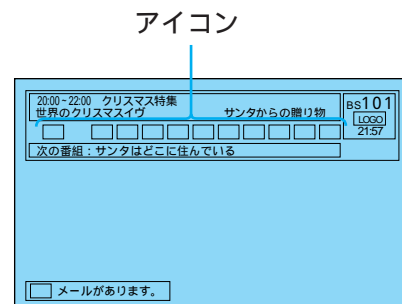 アイコン
20:00~22:00 クリスマス特集
世界のクリスマスイヴ サンタからの贈り物
BS101
LOGO
21:57
次の番組：サンタはどこに住んでいる
メールがあります。